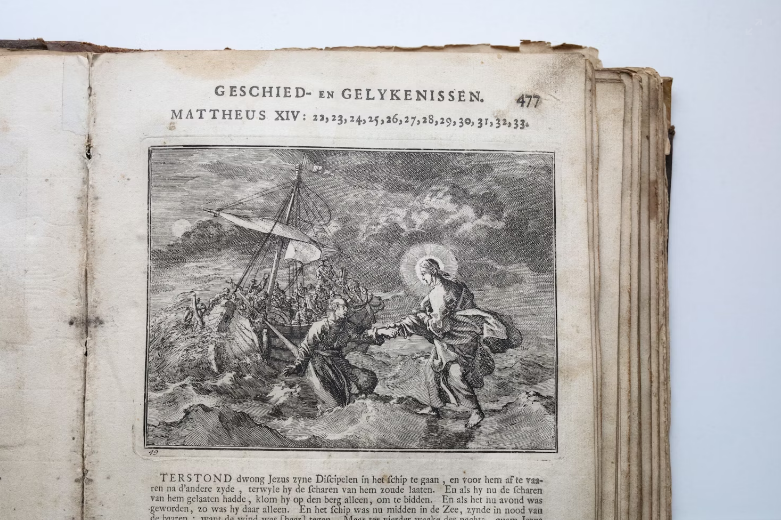 GESCHIED- EN GELYKENISSEN. 477
MATTHEUS XIV: 22,23,24,25,26,27,28,29,30,31,32,33.
49
TERSTOND dwong Jezus zyne Diſcipelen in het ſchip te gaan, en voor hem af te vaa-
ren na d'andere zyde, terwyle hy de ſcharen van hem zoude laaten. En als hy nu de ſcharen
van hem gelaaten hadde, klom hy op den berg alleen, om te bidden. En als het nu avond was
geworden, zo was hy daar alleen. En het ſchip was nu midden in de Zee, zynde in nood van
de baaren; want de wind was